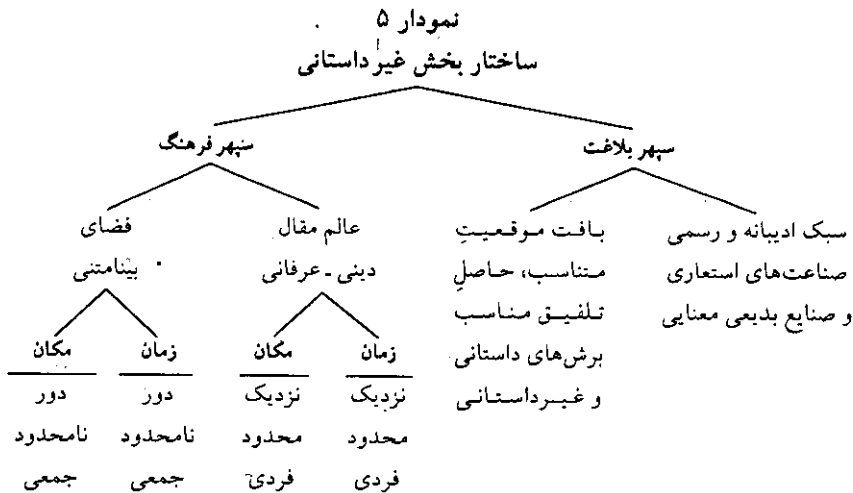 نمودار ۵
ساختار بخش غیرداستانی
سپهر بلاغت
سپهر فرهنگ
سبک ادیبانه و رسمی
صناعت‌های استعاری
و صنایع بدیعی معنایی
بافت موقعیتِ
متناسب، حاصلِ
تلفیق مناسب
برش‌های داستانی
و غیرداستانی
عالم مقال
دینی - عرفانی
زمان
نزدیک
محدود
فردی
مکان
نزدیک
محدود
فردی
فضای
بینامتنی
زمان
دور
نامحدود
جمعی
مکان
دور
نامحدود
جمعی